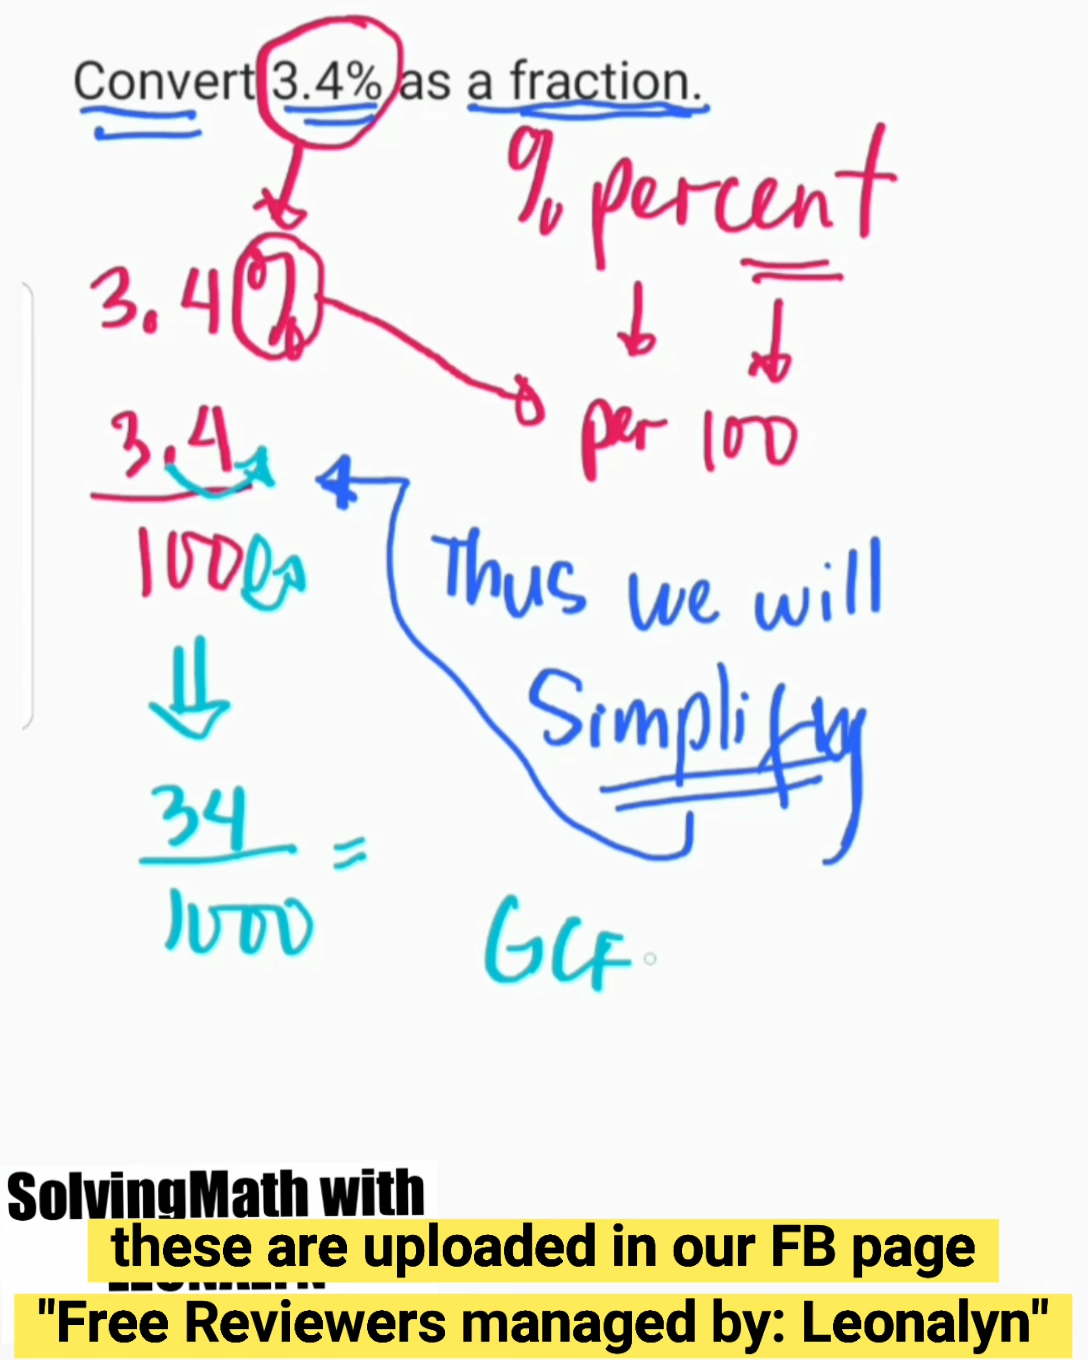 Convert 3.4% as a fraction.
% percent
3.4%
per 100
3.4
1000
Thus we will
Simplify
34
1000
=
GCF
SolvingMath with
these are uploaded in our FB page
"Free Reviewers managed by: Leonalyn"